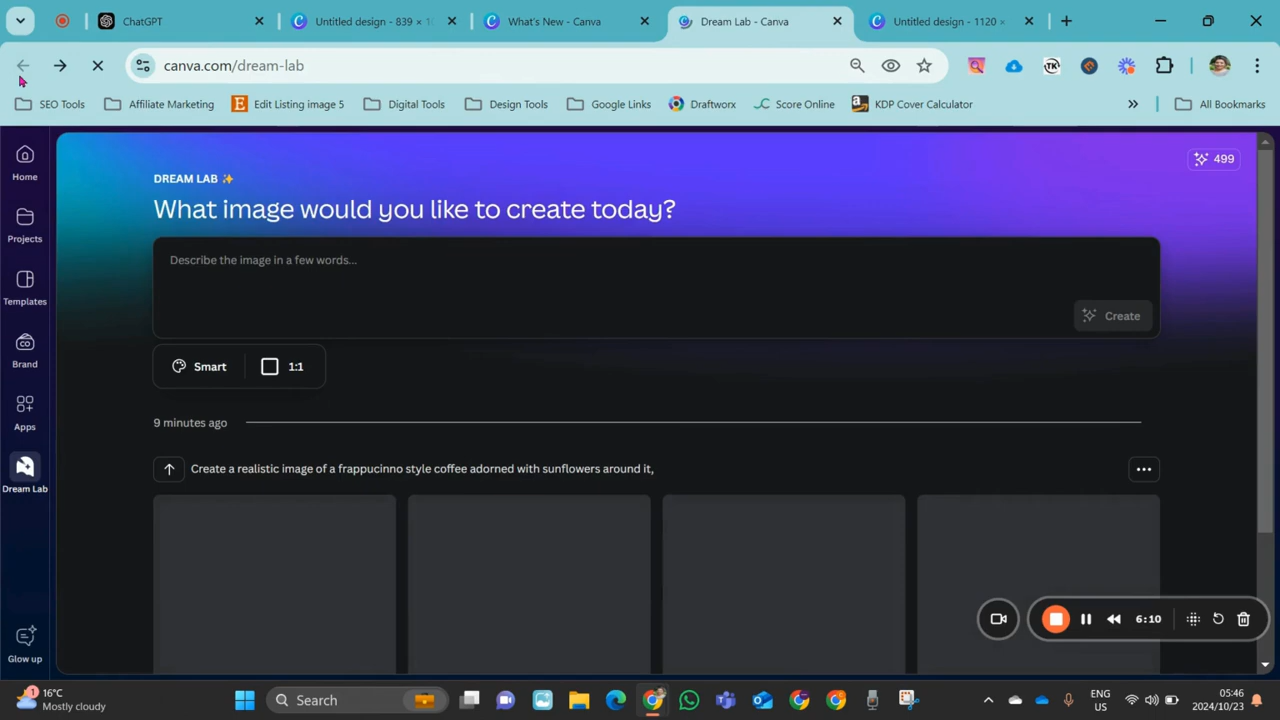 ChatGPT
Untitled design - 839 × 1
What's New - Canva
Dream Lab - Canva
Untitled design - 1120 ×
canva.com/dream-lab
SEO Tools
Affiliate Marketing
Edit Listing image 5
Digital Tools
Design Tools
Google Links
Draftworx
Score Online
KDP Cover Calculator
All Bookmarks
Home
Projects
Templates
Brand
Apps
Dream Lab
Glow up
499
DREAM LAB ✨
What image would you like to create today?
Describe the image in a few words...
Create
Smart
1:1
9 minutes ago
Create a realistic image of a frappucinno style coffee adorned with sunflowers around it,
6:10
1
16°C
Mostly cloudy
Search
ENG
US
05:46
2024/10/23